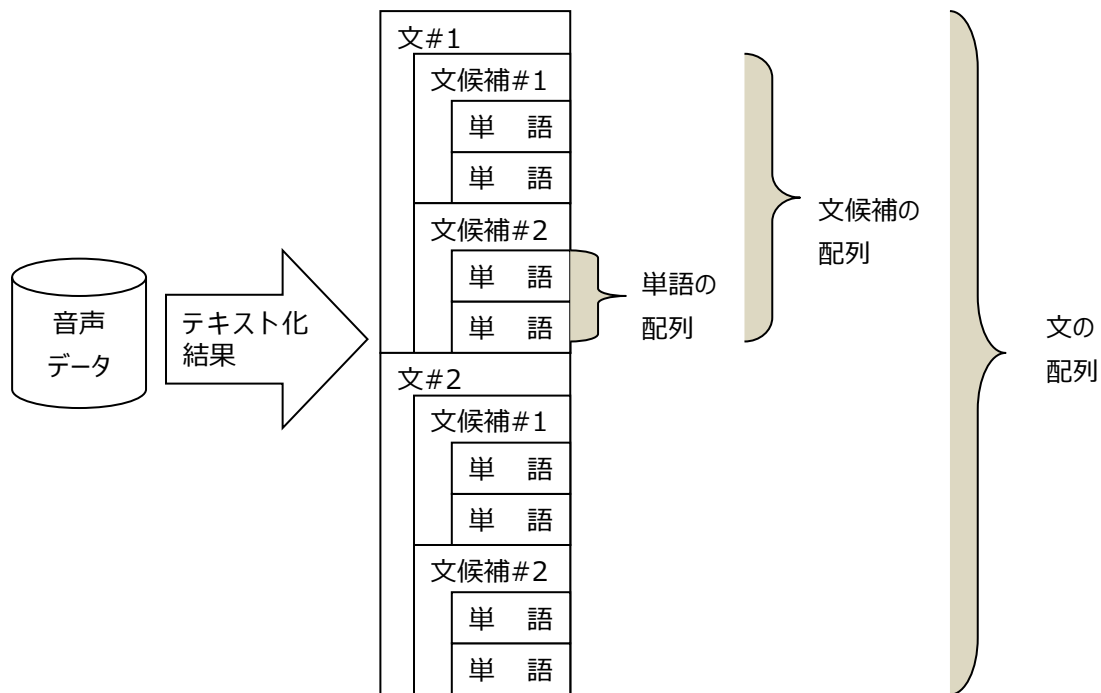 文#1
文候補#1
単 語
単 語
文候補#2
単 語
単 語
文#2
文候補#1
単 語
単 語
文候補#2
単 語
単 語
音声
データ
テキスト化
結果
単語の
配列
文候補の
配列
文の
配列